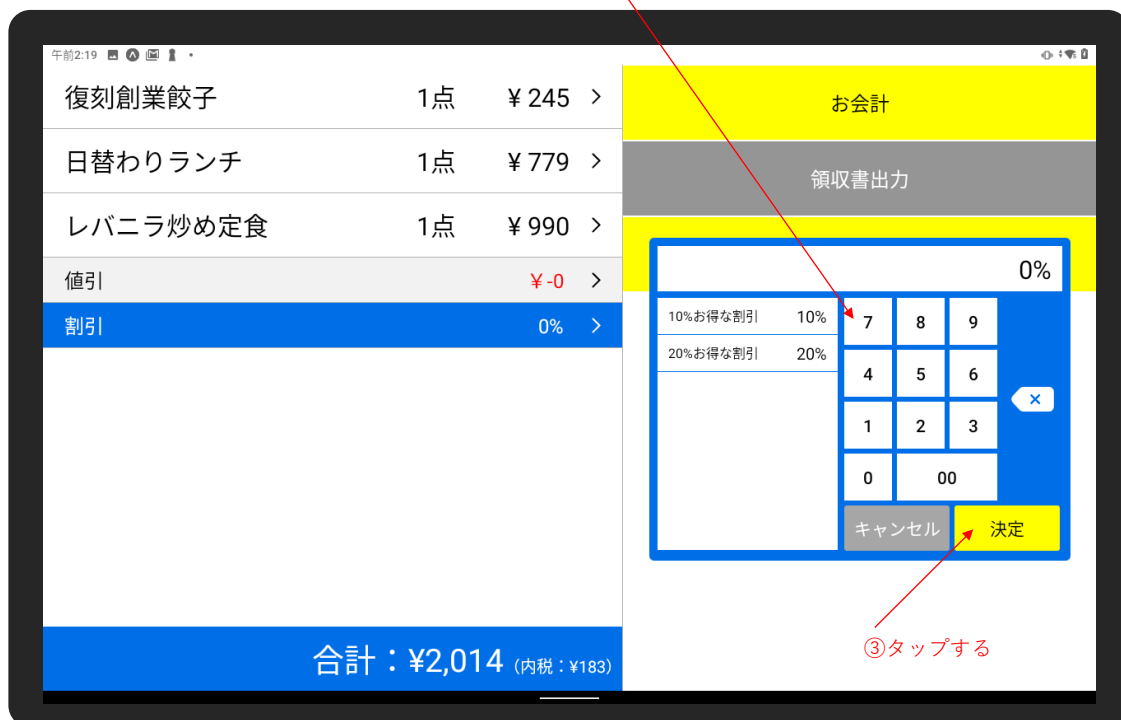 午前2:19
復刻創業餃子 1点 ¥ 245
日替わりランチ 1点 ¥ 779
レバニラ炒め定食 1点 ¥ 990
値引 ¥ -0
割引 0%
合計：¥2,014 (内税：¥183)
お会計
領収書出力
0%
10%お得な割引 10%
20%お得な割引 20%
7 8 9
4 5 6
1 2 3
0 00
キャンセル 決定
③タップする